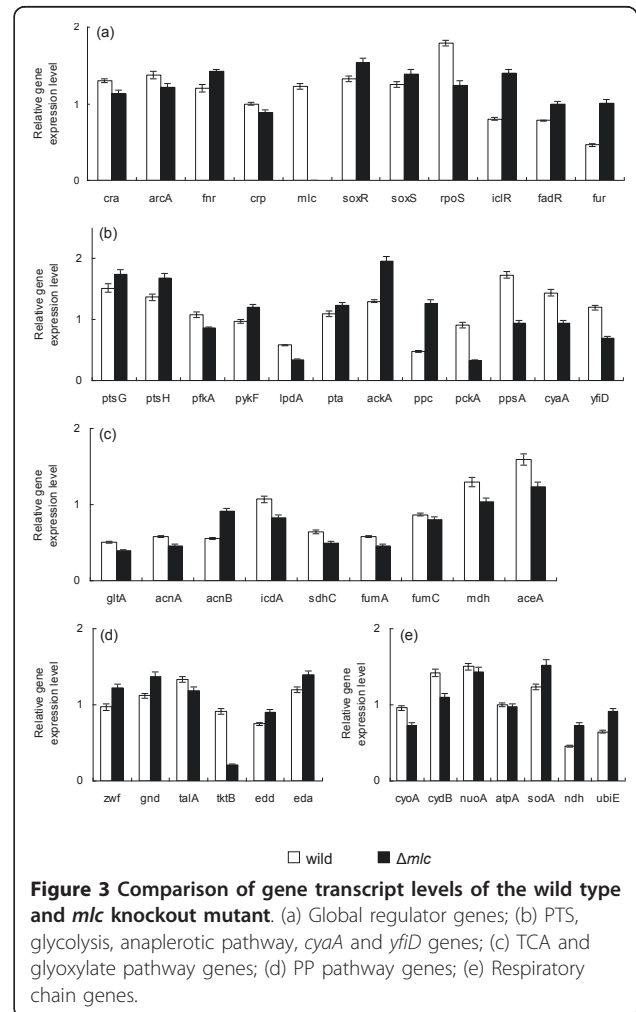 (a)
Relative gene
expression level
2
1
0
cra arcA fnr crp mlc soxR soxS rpoS iclR fadR fur
(b)
Relative gene
expression level
2
1
0
ptsG ptsH pfkA pykF lpdA pta ackA ppc pckA ppsA cyaA yfiD
(c)
Relative gene
expression level
2
1
0
gltA acnA acnB icdA sdhC fumA fumC mdh aceA
(d)
Relative gene
expression level
2
1
0
zwf gnd talA tktB edd eda
(e)
Relative gene
expression level
2
1
0
cyoA cydB nuoA atpA sodA ndh ubiE
wild Δmlc
Figure 3 Comparison of gene transcript levels of the wild type
and mlc knockout mutant. (a) Global regulator genes; (b) PTS,
glycolysis, anaplerotic pathway, cyaA and yfiD genes; (c) TCA and
glyoxylate pathway genes; (d) PP pathway genes; (e) Respiratory
chain genes.